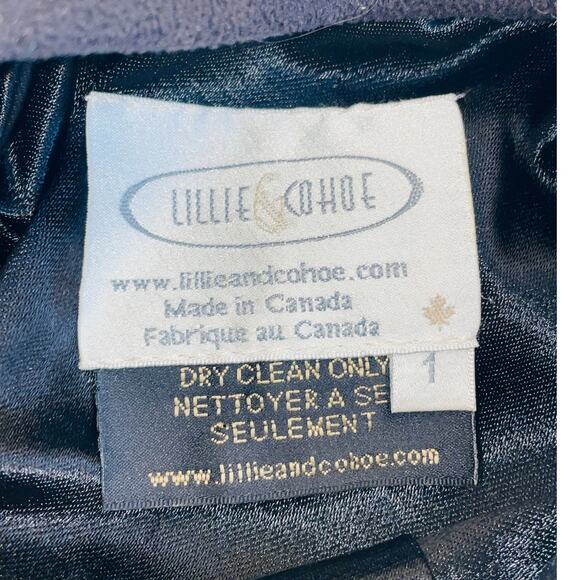 LILLIE & COHOE
www.lillieandcohoe.com
Made in Canada
Fabrique au Canada
1
DRY CLEAN ONLY
NETTOYER A SE
SEULEMENT
www.lillieandcohoe.com